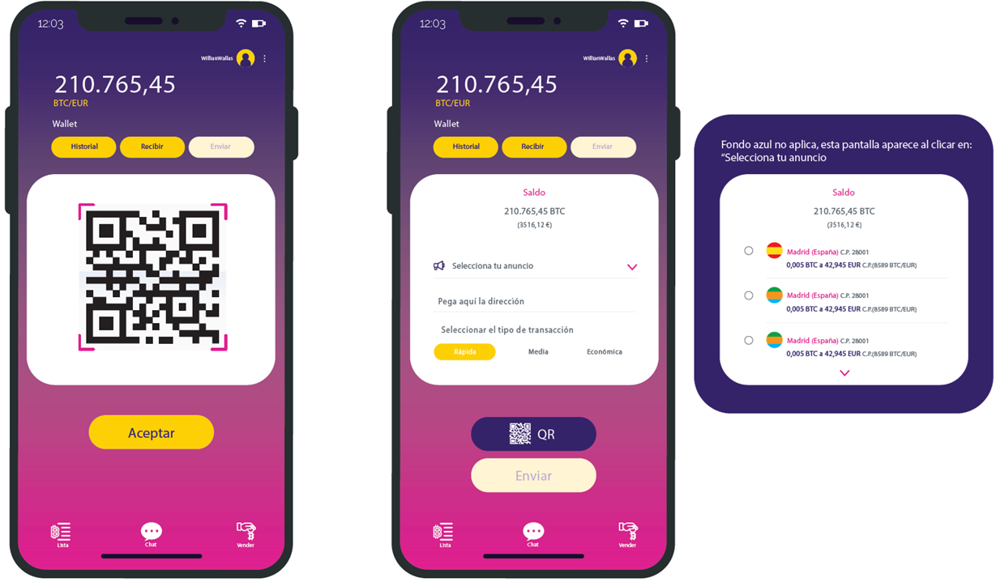 12:03
WillianWallas
210.765,45
BTC/EUR
Wallet
Historial
Recibir
Enviar
Aceptar
Lista
Chat
Vender
12:03
WillianWallas
210.765,45
BTC/EUR
Wallet
Historial
Recibir
Enviar
Saldo
210.765,45 BTC
(3516,12 €)
Selecciona tu anuncio
Pega aquí la dirección
Seleccionar el tipo de transacción
Rápida
Media
Económica
QR
Enviar
Lista
Chat
Vender
Fondo azul no aplica, esta pantalla aparece al clicar en:
“Selecciona tu anuncio
Saldo
210.765,45 BTC
(3516,12 €)
Madrid (España) C.P. 28001
0,005 BTC a 42,945 EUR C.P.(8589 BTC/EUR)
Madrid (España) C.P. 28001
0,005 BTC a 42,945 EUR C.P.(8589 BTC/EUR)
Madrid (España) C.P. 28001
0,005 BTC a 42,945 EUR C.P.(8589 BTC/EUR)